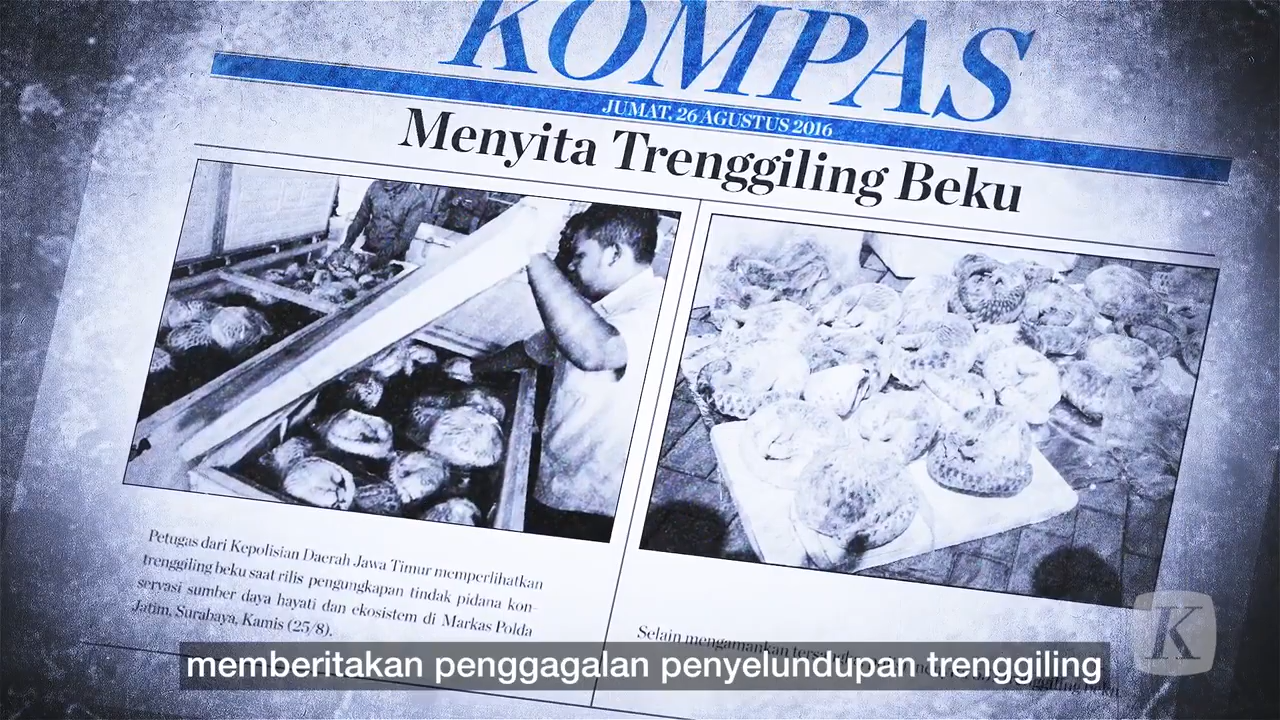 KOMPAS
JUMAT, 26 AGUSTUS 2016
Menyita Trenggiling Beku
Petugas dari Kepolisian Daerah Jawa Timur memperlihatkan
trenggiling beku saat rilis pengungkapan tindak pidana kon-
servasi sumber daya hayati dan ekosistem di Markas Polda
Jatim, Surabaya, Kamis (25/8).
Selain mengamankan
memberitakan penggagalan penyelundupan trenggiling
K